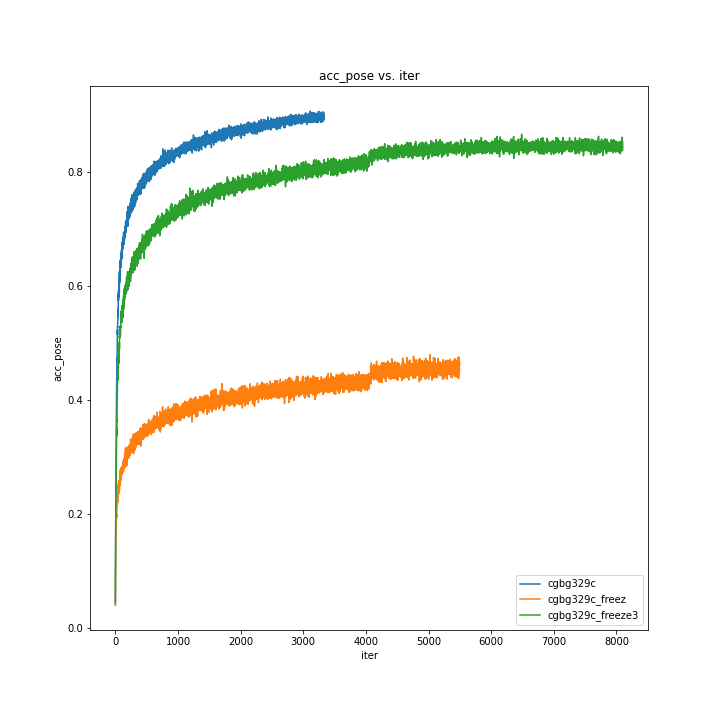 acc_pose vs. iter
acc_pose
0.8
0.6
0.4
0.2
0.0
0
1000
2000
3000
4000
5000
6000
7000
8000
iter
cgbg329c
cgbg329c_freez
cgbg329c_freeze3